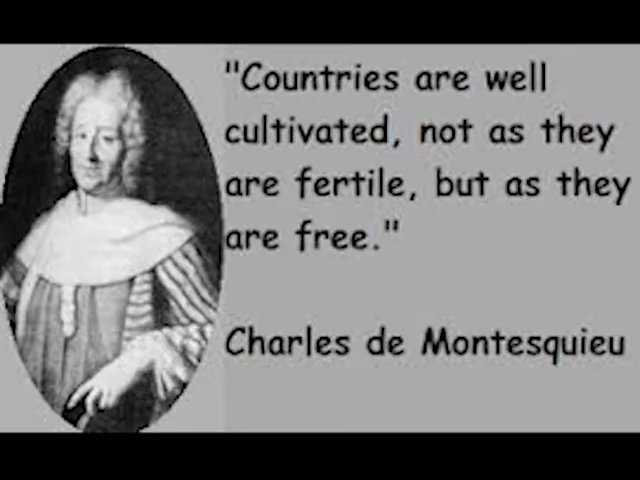 "Countries are well
cultivated, not as they
are fertile, but as they
are free."
Charles de Montesquieu